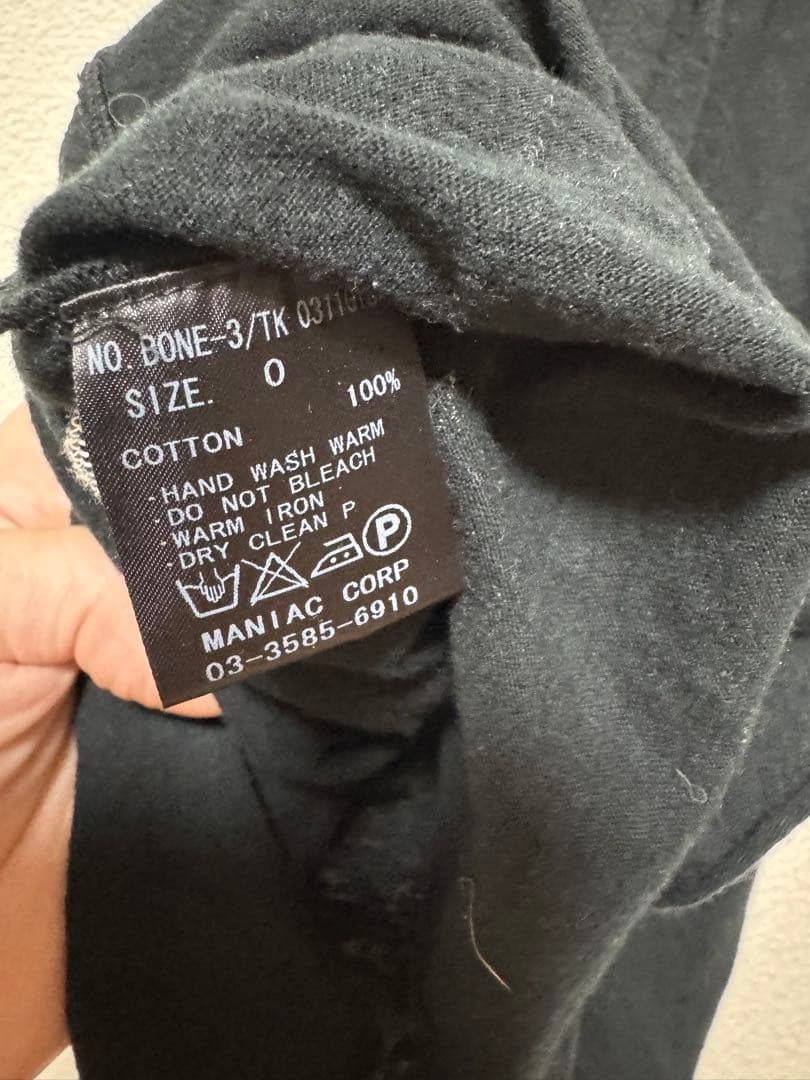 NO. BONE-3/TK
SIZE. 0
100%
COTTON
HAND WASH WARM
DO NOT BLEACH
WARM IRON
DRY CLEAN P
P
MANIAC CORP
03-3585-6910